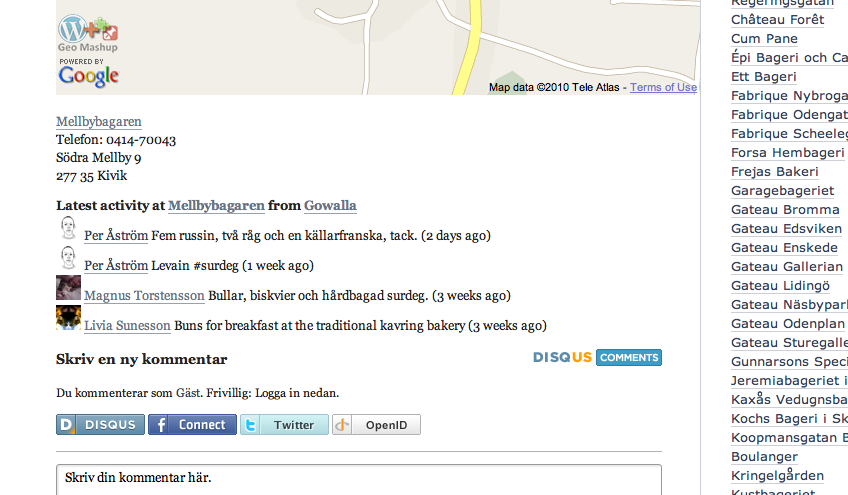 Geo Mashup
POWERED BY
Google
Map data ©2010 Tele Atlas - Terms of Use
Mellbybagaren
Telefon: 0414-70043
Södra Mellby 9
277 35 Kivik
Latest activity at Mellbybagaren from Gowalla
Per Åström Fem russin, två råg och en källarfranska, tack. (2 days ago)
Per Åström Levain #surdeg (1 week ago)
Magnus Torstensson Bullar, biskvier och hårdbagad surdeg. (3 weeks ago)
Livia Sunesson Buns for breakfast at the traditional kavring bakery (3 weeks ago)
Skriv en ny kommentar
DISQUS COMMENTS
Du kommenterar som Gäst. Frivillig: Logga in nedan.
D DISQUS f Connect t Twitter OpenID
Skriv din kommentar här.
Regeringsgatan
Château Forêt
Cum Pane
Épi Bageri och Ca
Ett Bageri
Fabrique Nybroga
Fabrique Odengat
Fabrique Scheeleg
Forsa Hembageri
Frejas Bakeri
Garagebageriet
Gateau Bromma
Gateau Edsviken
Gateau Enskede
Gateau Gallerian
Gateau Lidingö
Gateau Näsbypark
Gateau Odenplan
Gateau Sturegalle
Gunnarsons Speci
Jeremiabageriet i
Kaxås Vedugnsba
Kochs Bageri i Sk
Koopmansgatan B
Boulanger
Kringelgården
Kustbageriet